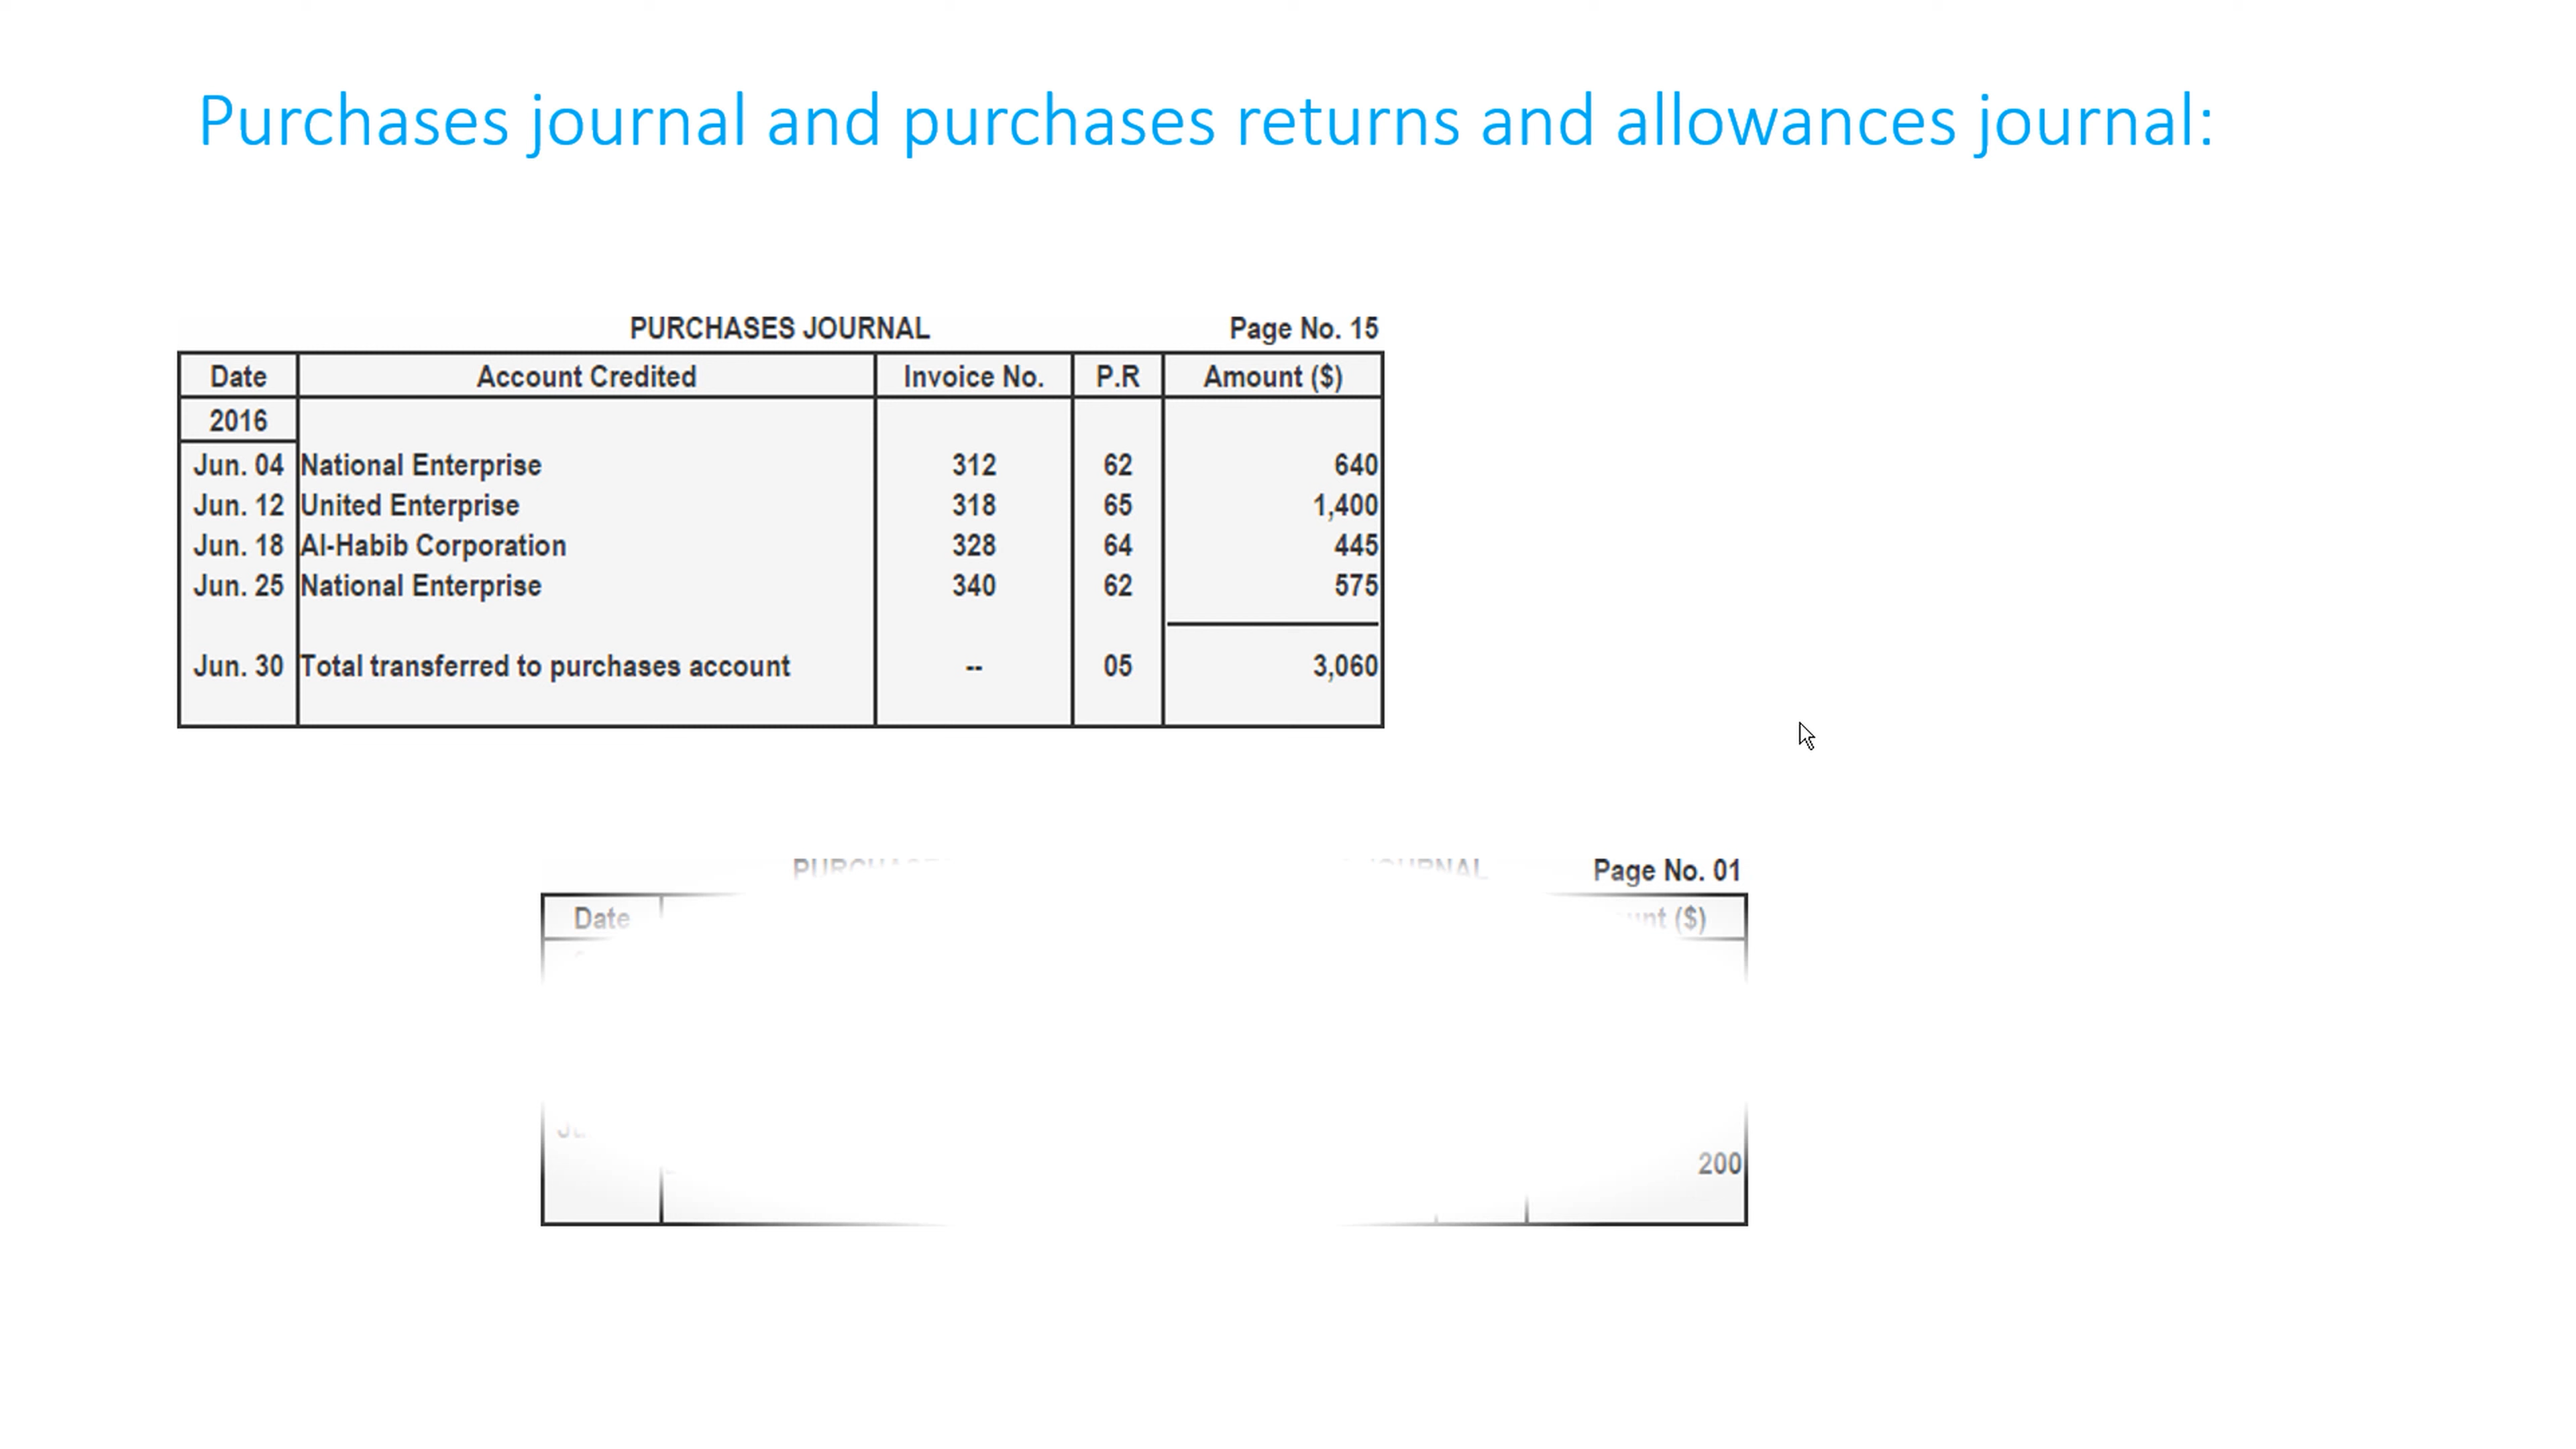 Purchases journal and purchases returns and allowances journal:
PURCHASES JOURNAL Page No. 15
Date Account Credited Invoice No. P.R Amount ($)
2016
Jun. 04 National Enterprise 312 62 640
Jun. 12 United Enterprise 318 65 1,400
Jun. 18 Al-Habib Corporation 328 64 445
Jun. 25 National Enterprise 340 62 575
Jun. 30 Total transferred to purchases account -- 05 3,060
Page No. 01
Date ($)
200